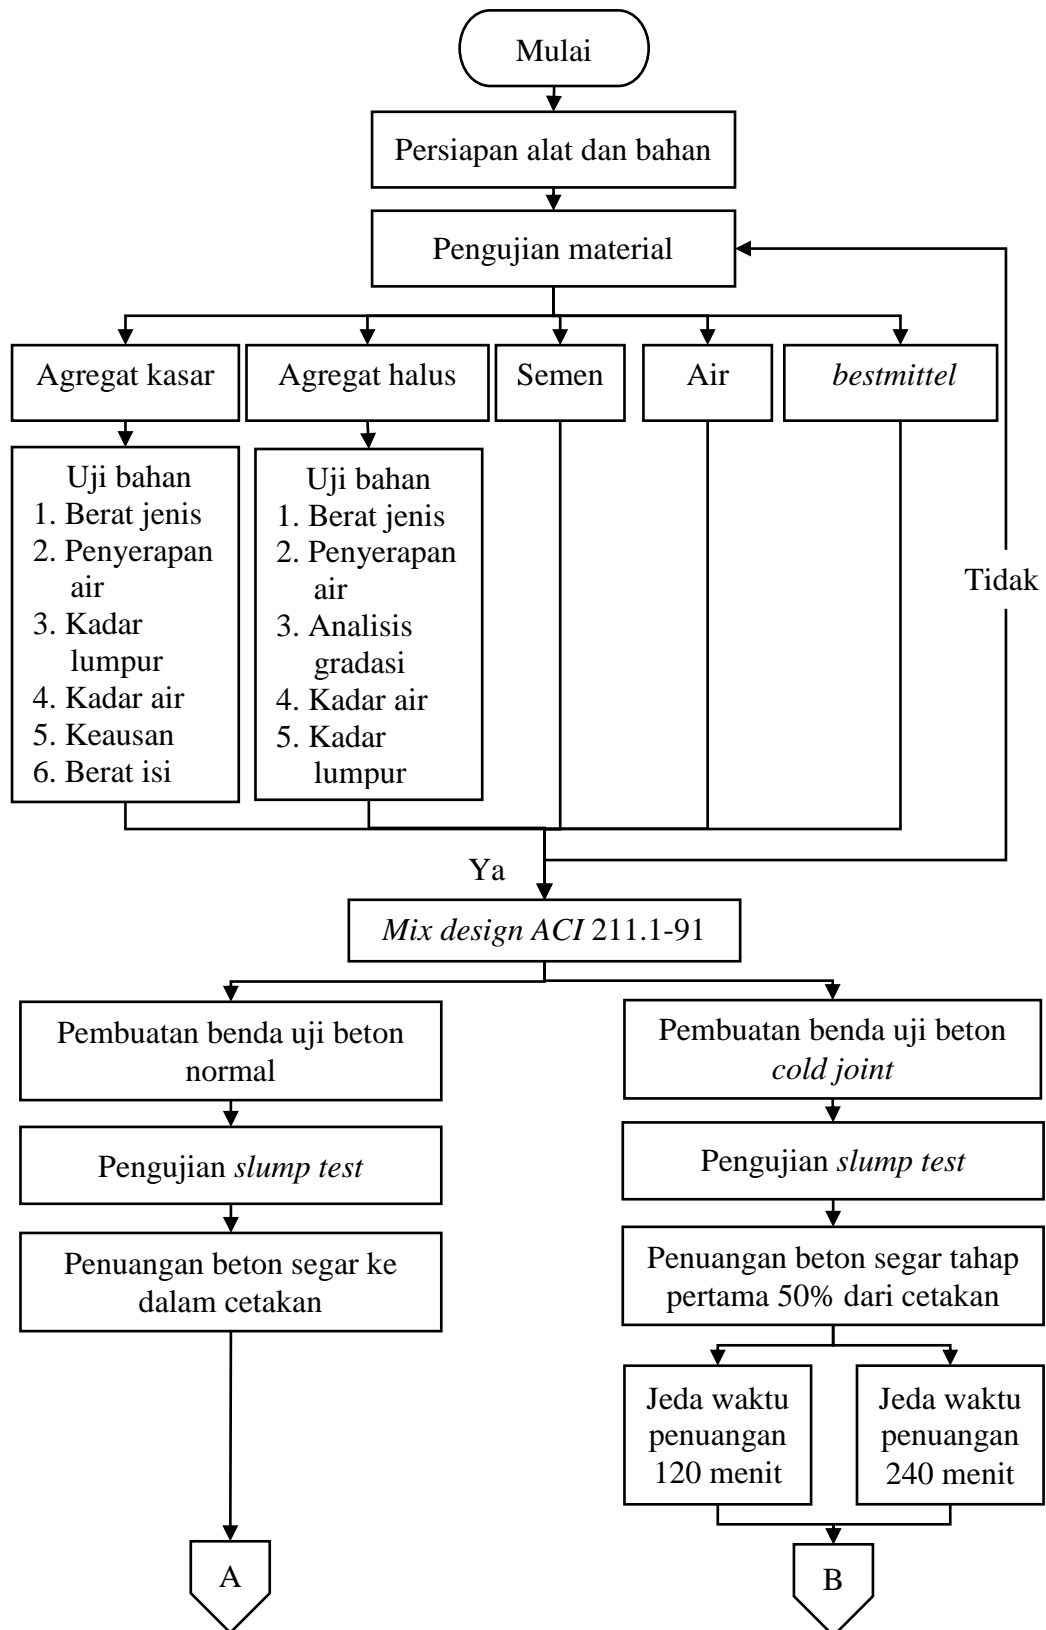 Mulai
Persiapan alat dan bahan
Pengujian material
Agregat kasar
Agregat halus
Semen
Air
bestmittel
Uji bahan
1. Berat jenis
2. Penyerapan
air
3. Kadar
lumpur
4. Kadar air
5. Keausan
6. Berat isi
Uji bahan
1. Berat jenis
2. Penyerapan
air
3. Analisis
gradasi
4. Kadar air
5. Kadar
lumpur
Tidak
Ya
Mix design ACI 211.1-91
Pembuatan benda uji beton
normal
Pengujian slump test
Penuangan beton segar ke
dalam cetakan
A
Pembuatan benda uji beton
cold joint
Pengujian slump test
Penuangan beton segar tahap
pertama 50% dari cetakan
Jeda waktu
penuangan
120 menit
Jeda waktu
penuangan
240 menit
B